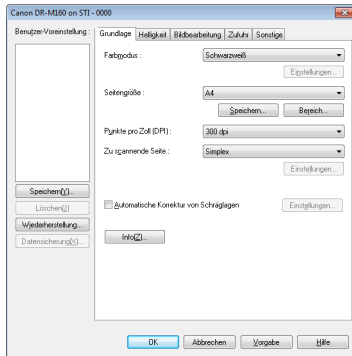 Canon DR-M160 on STI - 0000
Benutzer-Voreinstellung :
Grundlage Helligkeit Bildbearbeitung Zufuhr Sonstige
Farbmodus : Schwarzweiß
Einstellungen...
Seitengröße : A4
Speichern... Bereich...
Punkte pro Zoll (DPI) : 300 dpi
Zu scannende Seite : Simplex
Einstellungen...
Automatische Korrektur von Schräglagen Einstellungen...
Info(Z)...
Speichern(Y)...
Löschen(J)
Wiederherstellung...
Datensicherung(X)...
OK Abbrechen Vorgabe Hilfe